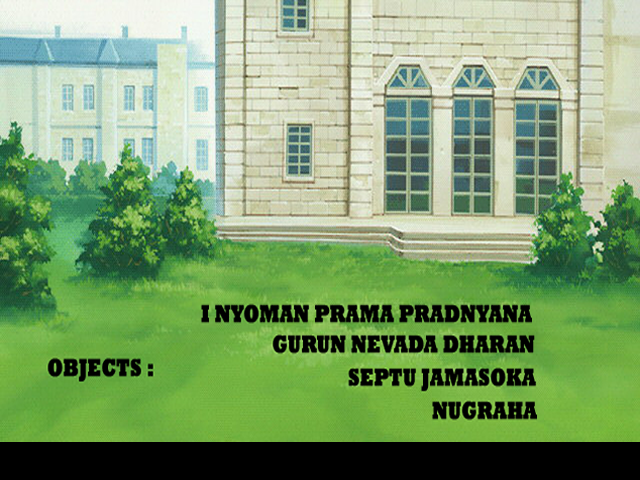 I NYOMAN PRAMA PRADNYANA
GURUN NEVADA DHARAN
OBJECTS :
SEPTU JAMASOKA
NUGRAHA